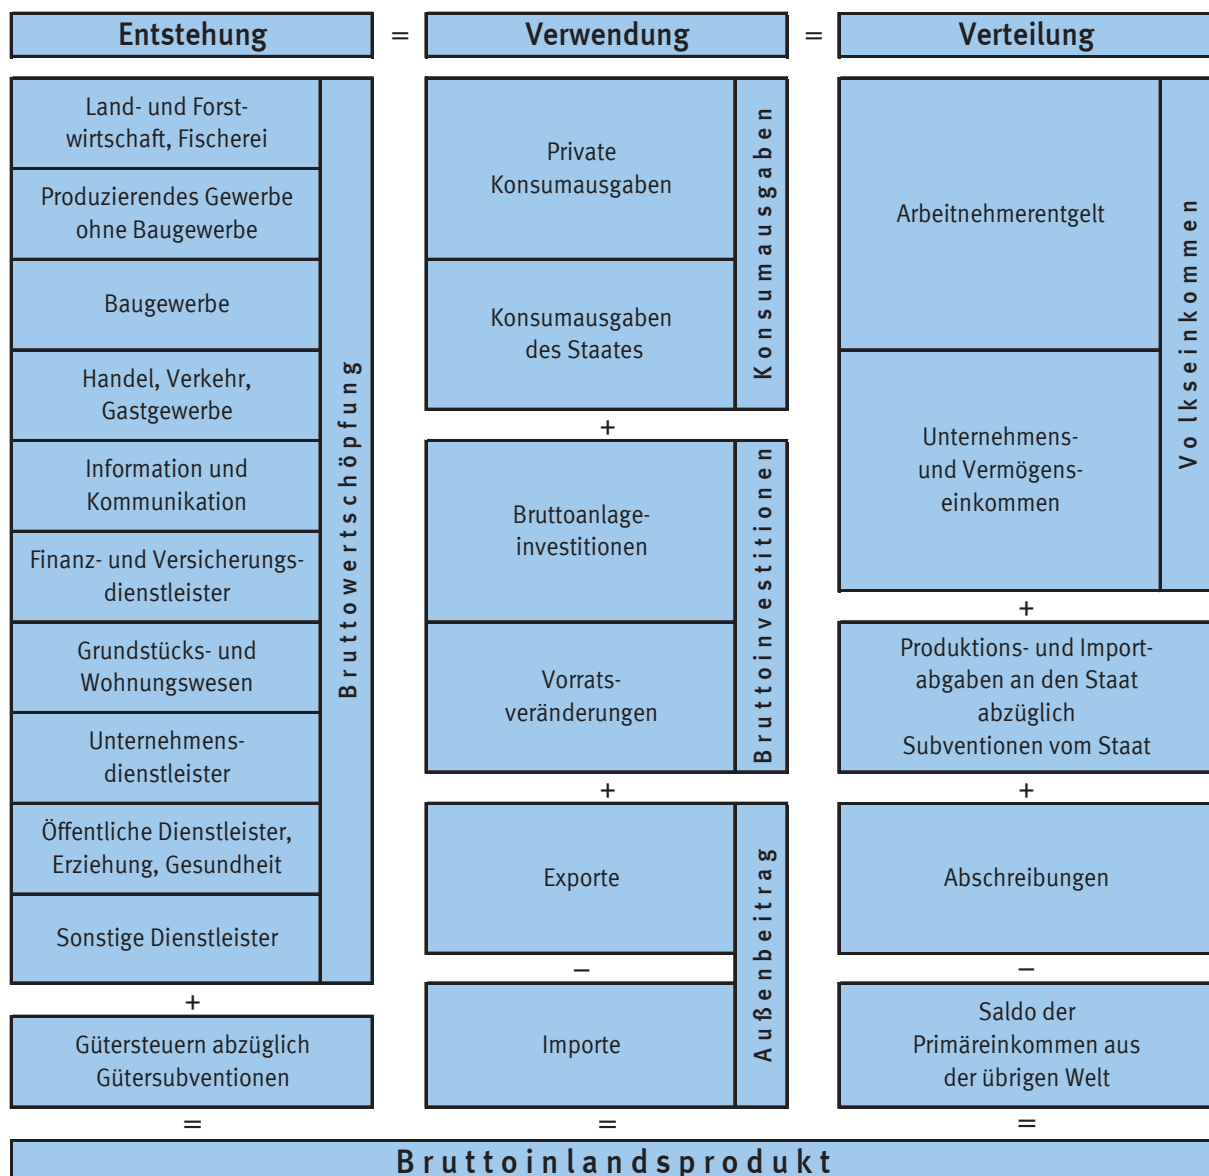 Entstehung
=
Verwendung
=
Verteilung
Land- und Forst-
wirtschaft, Fischerei
Produzierendes Gewerbe
ohne Baugewerbe
Baugewerbe
Handel, Verkehr,
Gastgewerbe
Information und
Kommunikation
Finanz- und Versicherungs-
dienstleister
Grundstücks- und
Wohnungswesen
Unternehmens-
dienstleister
Öffentliche Dienstleister,
Erziehung, Gesundheit
Sonstige Dienstleister
Bruttowertschöpfung
+
Gütersteuern abzüglich
Gütersubventionen
=
Private
Konsumausgaben
Konsumausgaben
des Staates
Konsumausgaben
+
Bruttoanlage-
investitionen
Vorrats-
veränderungen
Bruttoinvestitionen
+
Exporte
–
Importe
Außenbeitrag
=
Arbeitnehmerentgelt
Unternehmens-
und Vermögens-
einkommen
Volkseinkommen
+
Produktions- und Import-
abgaben an den Staat
abzüglich
Subventionen vom Staat
+
Abschreibungen
–
Saldo der
Primäreinkommen aus
der übrigen Welt
=
Bruttoinlandsprodukt